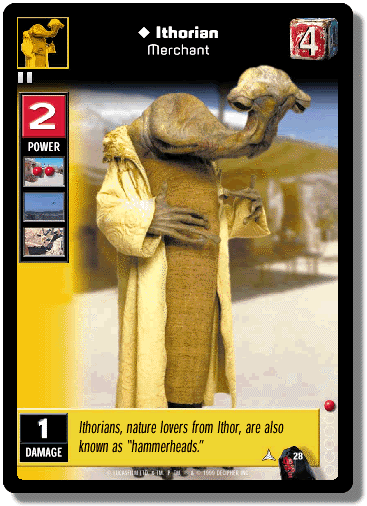 Ithorian
Merchant
4
2
POWER
1
DAMAGE
Ithorians, nature lovers from Ithor, are also
known as "hammerheads."
28